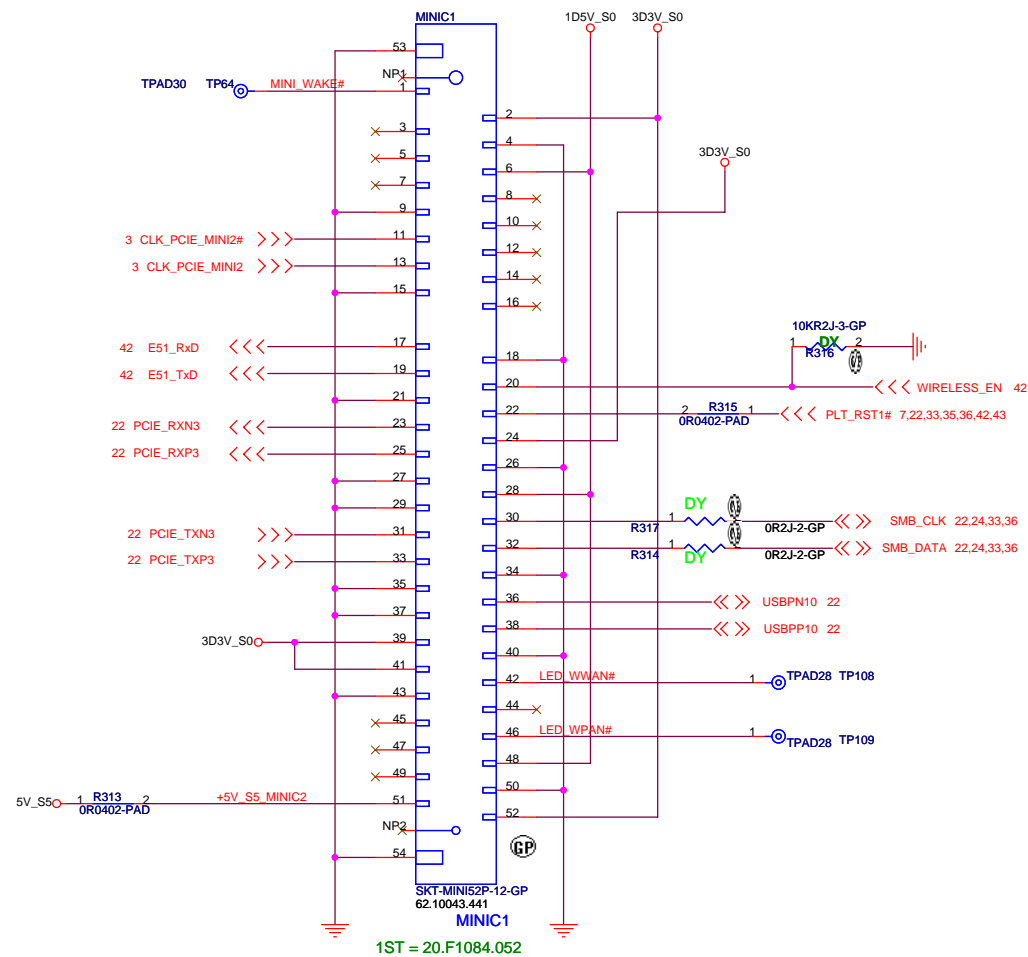 MINIC1
1D5V_S0
3D3V_S0
53
NP1
TPAD30 TP64 MINI_WAKE# 1
2
3
4
5
6
3D3V_S0
7
8
9
10
3 CLK_PCIE_MINI2# 11
12
3 CLK_PCIE_MINI2 13
14
15
16
10KR2J-3-GP
42 E51_RxD 17
1 DY 2
R316
18
42 E51_TxD 19
20 WIRELESS_EN 42
21
22 2 R315 1 PLT_RST1# 7,22,33,35,36,42,43
0R0402-PAD
22 PCIE_RXN3 23
24
22 PCIE_RXP3 25
26
27
28
29
DY
30 R317 1 2 0R2J-2-GP SMB_CLK 22,24,33,36
22 PCIE_TXN3 31
32 R314 1 2 0R2J-2-GP SMB_DATA 22,24,33,36
DY
22 PCIE_TXP3 33
34
35
36 USBPN10 22
37
38 USBPP10 22
3D3V_S0 39
40
41
42 LED_WWAN# 1 TPAD28 TP108
43
44
45
46 LED_WPAN# 1 TPAD28 TP109
47
48
49
50
5V_S5 1 R313 2 +5V_S5_MINIC2 51
0R0402-PAD
52
NP2
GP
54
SKT-MINI52P-12-GP
62.10043.441
MINIC1
1ST = 20.F1084.052